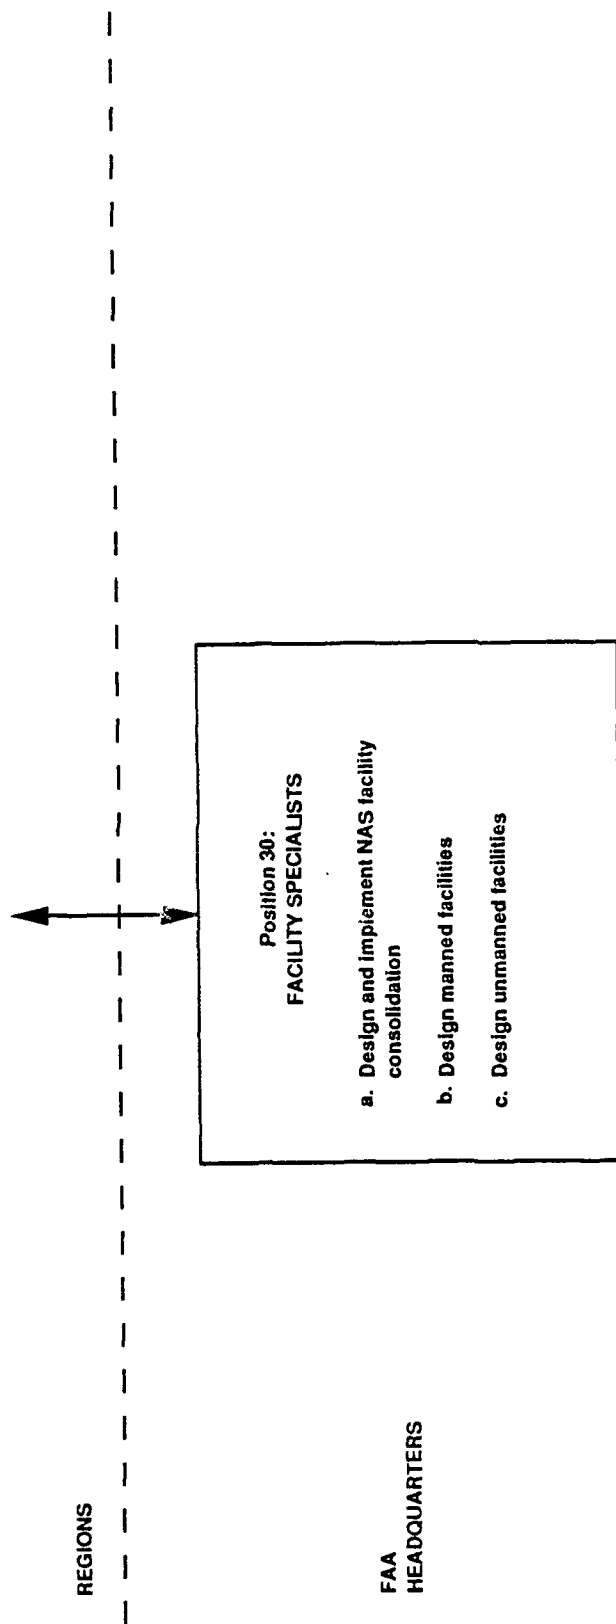 REGIONS
Position 30:
FACILITY SPECIALISTS
a. Design and implement NAS facility
consolidation
b. Design manned facilities
c. Design unmanned facilities
FAA
HEADQUARTERS